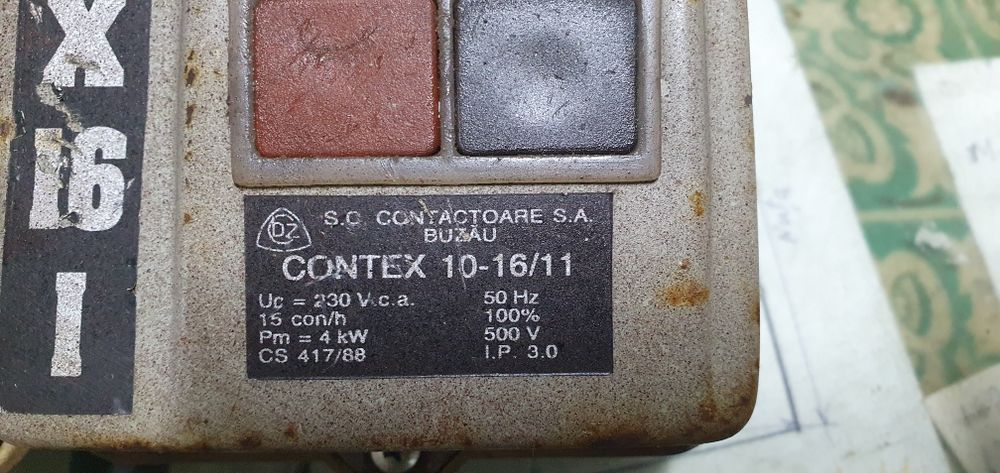 X
16
I
S.C. CONTACTOARE S.A.
BUZĂU
CONTEX 10-16/11
Uc = 230 V.c.a. 50 Hz
15 con/h 100%
Pm = 4 kW 500 V
CS 417/88 I.P. 3.0